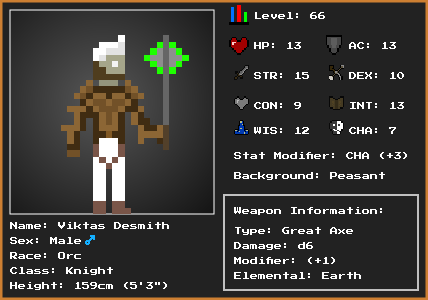 Level: 66
HP: 13 AC: 13
STR: 15 DEX: 10
CON: 9 INT: 13
WIS: 12 CHA: 7
Stat Modifier: CHA (+3)
Background: Peasant
Weapon Information:
Type: Great Axe
Damage: d6
Modifier: (+1)
Elemental: Earth
Name: Viktas Desmith
Sex: Male♂
Race: Orc
Class: Knight
Height: 159cm (5'3")